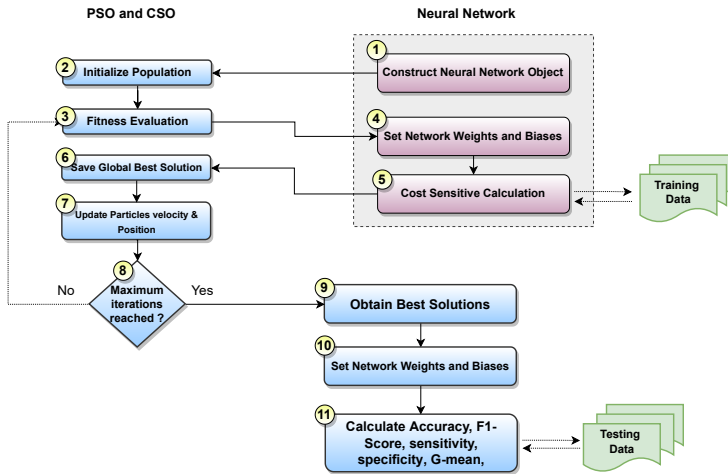 PSO and CSO
Neural Network
1
Construct Neural Network Object
2
Initialize Population
3
Fitness Evaluation
4
Set Network Weights and Biases
5
Cost Sensitive Calculation
Training
Data
6
Save Global Best Solution
7
Update Particles velocity &
Position
8
Maximum
iterations
reached ?
No
Yes
9
Obtain Best Solutions
10
Set Network Weights and Biases
11
Calculate Accuracy, F1-
Score, sensitivity,
specificity, G-mean,
Testing
Data